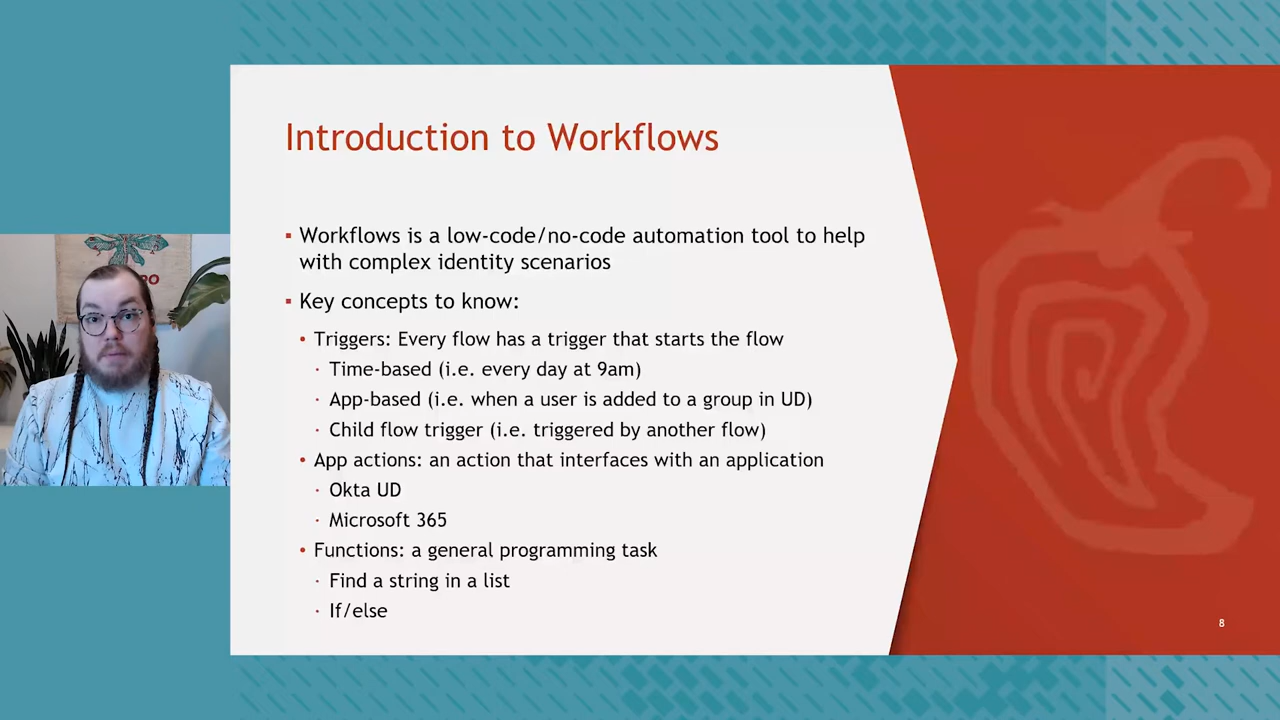 Introduction to Workflows
▪ Workflows is a low-code/no-code automation tool to help
with complex identity scenarios
▪ Key concepts to know:
• Triggers: Every flow has a trigger that starts the flow
· Time-based (i.e. every day at 9am)
· App-based (i.e. when a user is added to a group in UD)
· Child flow trigger (i.e. triggered by another flow)
• App actions: an action that interfaces with an application
· Okta UD
· Microsoft 365
• Functions: a general programming task
· Find a string in a list
· If/else
8